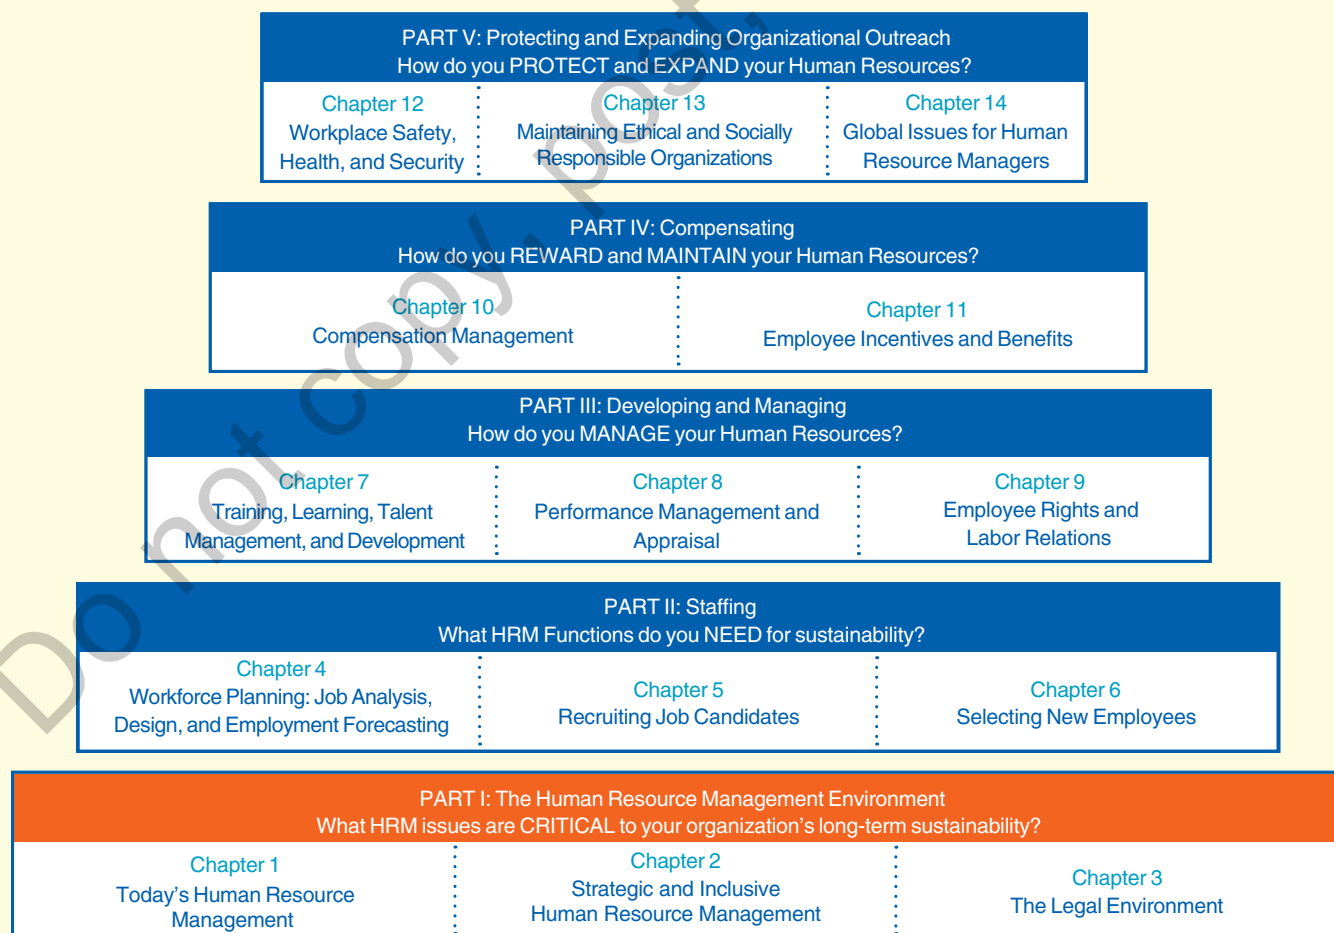 PART V: Protecting and Expanding Organizational Outreach
How do you PROTECT and EXPAND your Human Resources?
Chapter 12
Workplace Safety,
Health, and Security
Chapter 13
Maintaining Ethical and Socially
Responsible Organizations
Chapter 14
Global Issues for Human
Resource Managers
PART IV: Compensating
How do you REWARD and MAINTAIN your Human Resources?
Chapter 10
Compensation Management
Chapter 11
Employee Incentives and Benefits
PART III: Developing and Managing
How do you MANAGE your Human Resources?
Chapter 7
Training, Learning, Talent
Management, and Development
Chapter 8
Performance Management and
Appraisal
Chapter 9
Employee Rights and
Labor Relations
PART II: Staffing
What HRM Functions do you NEED for sustainability?
Chapter 4
Workforce Planning: Job Analysis,
Design, and Employment Forecasting
Chapter 5
Recruiting Job Candidates
Chapter 6
Selecting New Employees
PART I: The Human Resource Management Environment
What HRM issues are CRITICAL to your organization’s long-term sustainability?
Chapter 1
Today’s Human Resource
Management
Chapter 2
Strategic and Inclusive
Human Resource Management
Chapter 3
The Legal Environment
Do not copy, post,